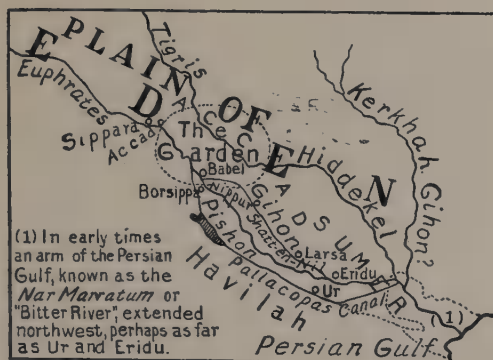 PLAIN OF
EDEN
Tigris
Euphrates
Sippara
Accad
ACCAD
The
Garden
Babel
Borsippa
Nippur
Shatt-en-Nil
Gihon
Hiddekel
Kerkhah
Gihon?
SUMER
Larsa
Eridu
Ur
Pishon
Pallacopas Canal
Havilah
(1)
Persian Gulf
(1) In early times
an arm of the Persian
Gulf, known as the
Nar Marratum or
"Bitter River", extended
northwest, perhaps as far
as Ur and Eridu.